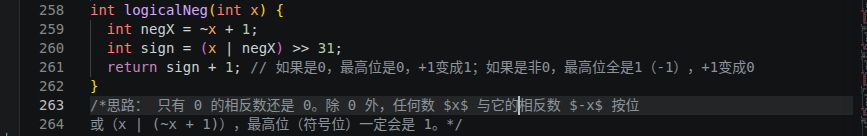 258 int logicalNeg(int x) {
259 int negX = ~x + 1;
260 int sign = (x | negX) >> 31;
261 return sign + 1; // 如果是0，最高位是0，+1变成1；如果是非0，最高位全是1（-1），+1变成0
262 }
263 /*思路： 只有 0 的相反数还是 0。除 0 外，任何数 $x$ 与它的相反数 $-x$ 按位
264 或（x | (~x + 1)），最高位（符号位）一定会是 1。*/